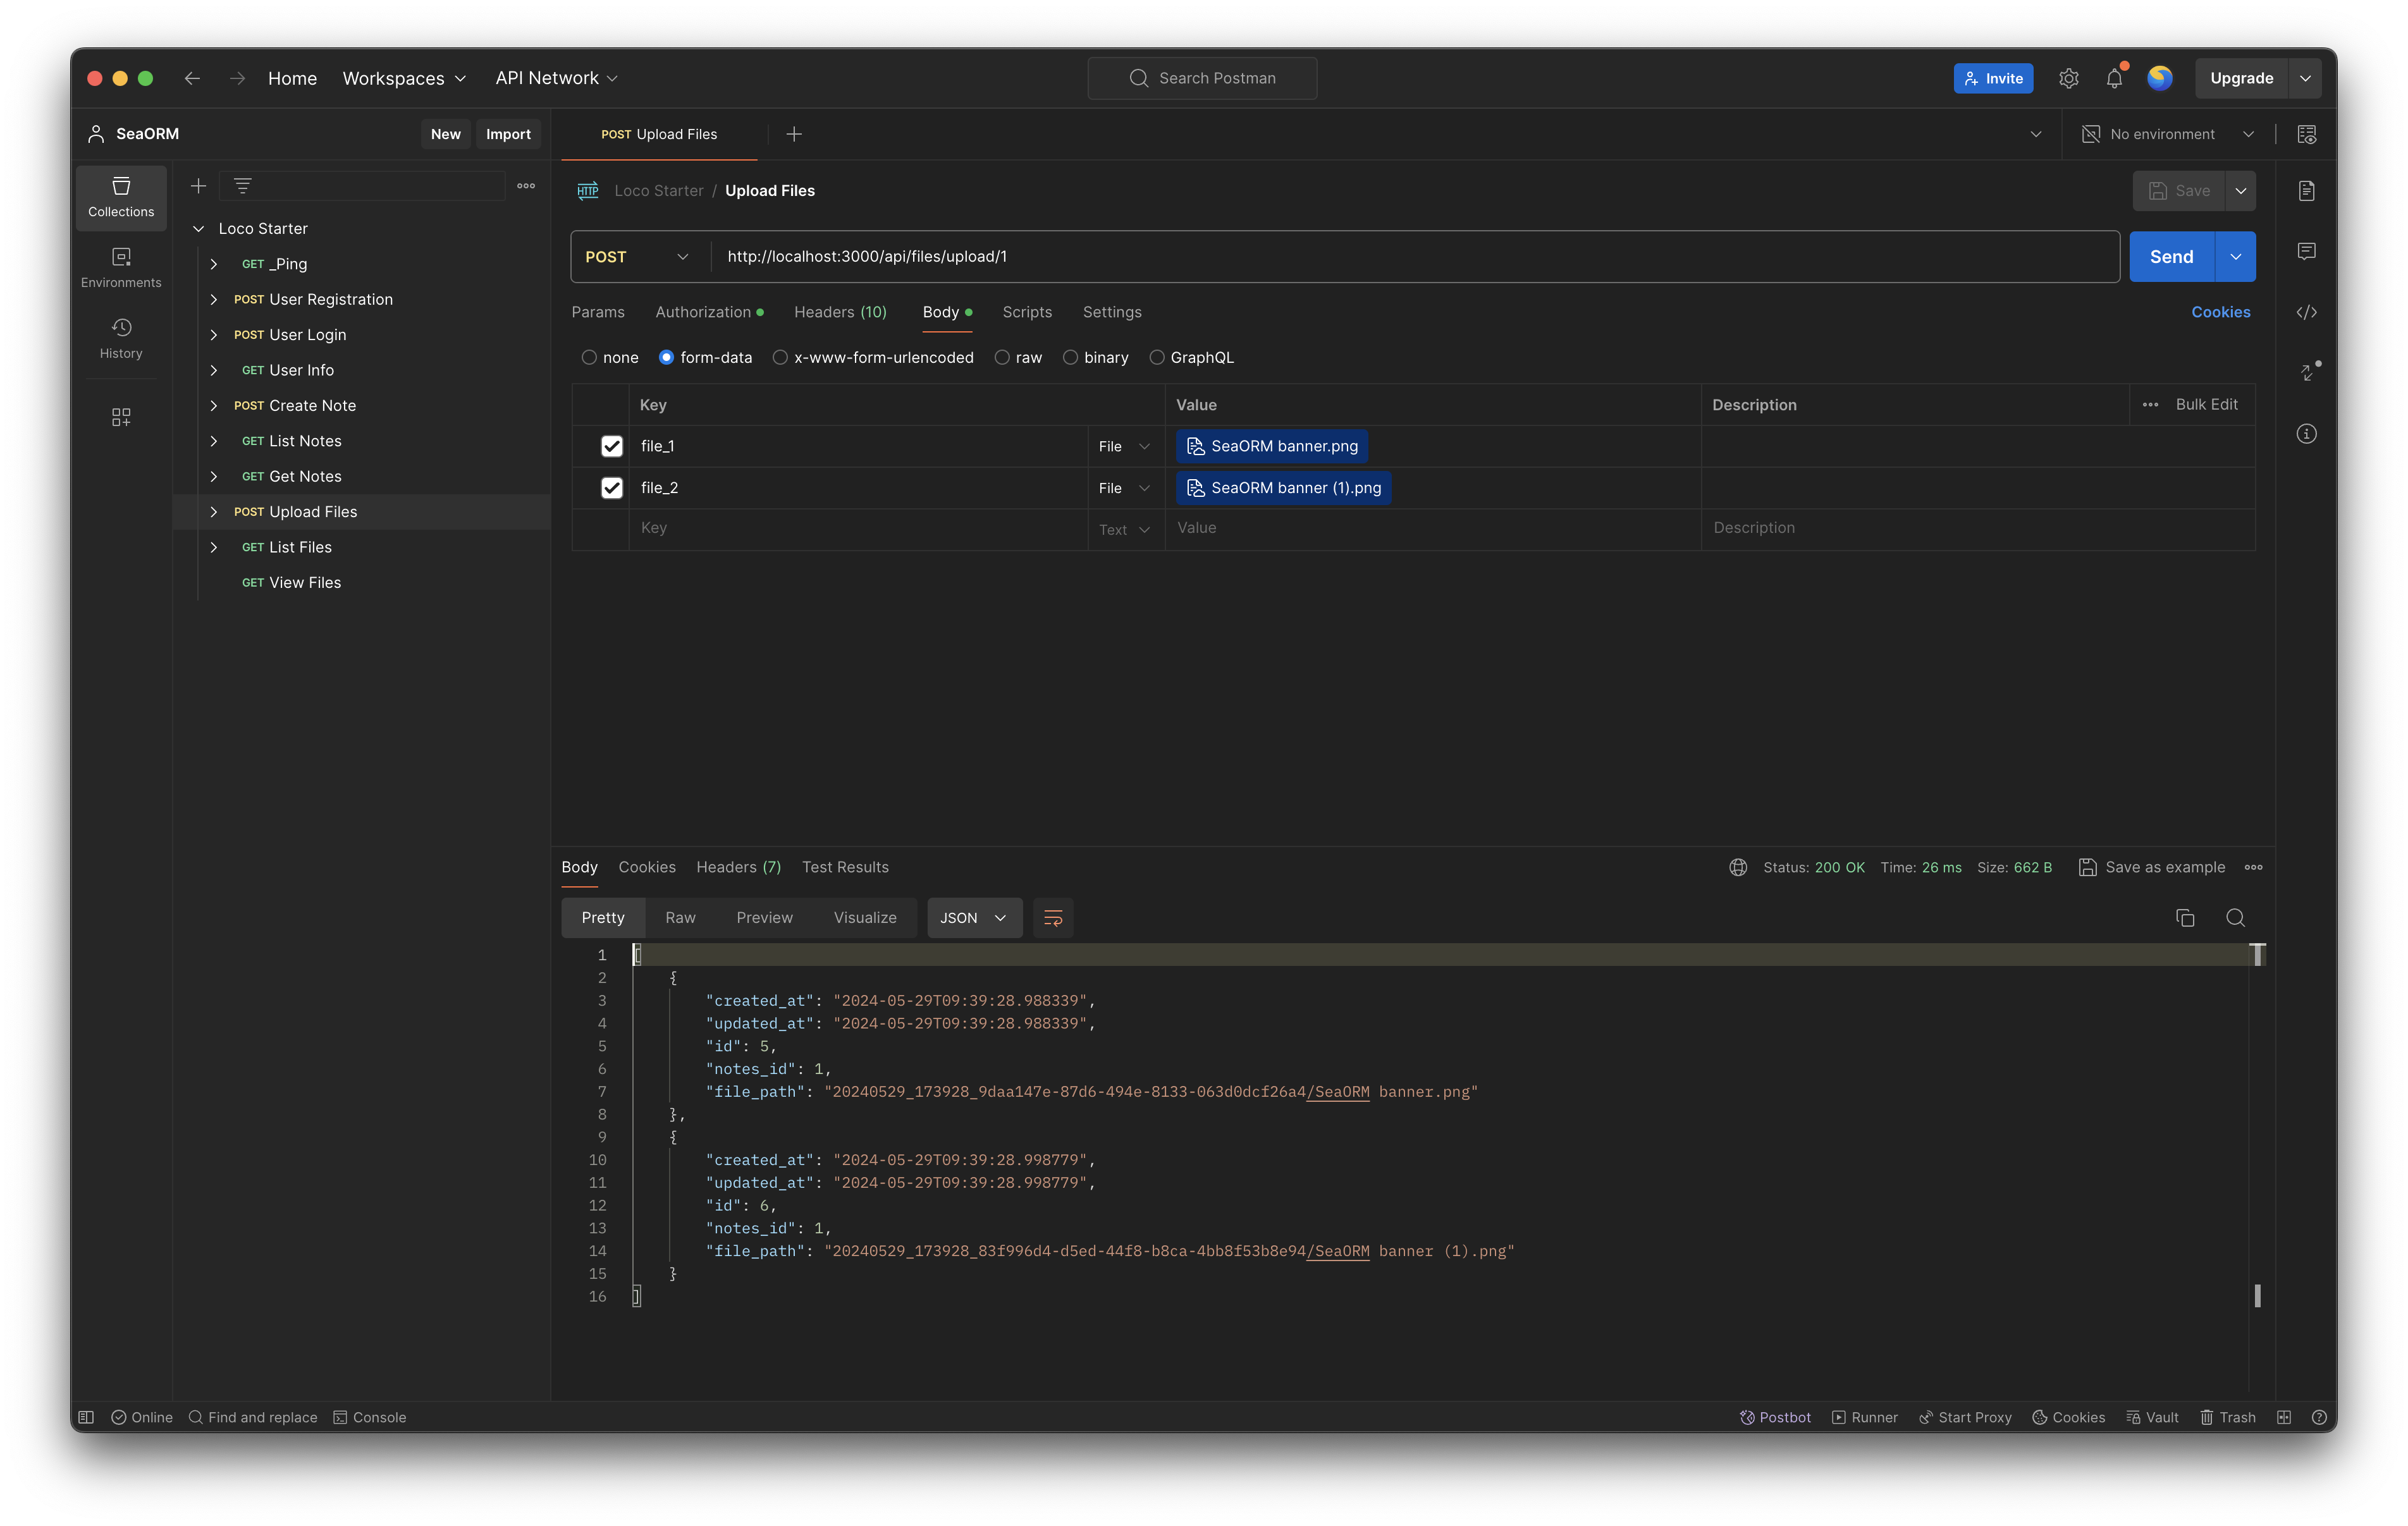 Home Workspaces API Network Search Postman Invite Upgrade
SeaORM New Import POST Upload Files No environment
Collections
Environments
History
Loco Starter
GET _Ping
POST User Registration
POST User Login
GET User Info
POST Create Note
GET List Notes
GET Get Notes
POST Upload Files
GET List Files
GET View Files
HTTP Loco Starter / Upload Files Save
POST http://localhost:3000/api/files/upload/1 Send
Params Authorization Headers (10) Body Scripts Settings Cookies
none form-data x-www-form-urlencoded raw binary GraphQL
Key Value Description Bulk Edit
file_1 File SeaORM banner.png
file_2 File SeaORM banner (1).png
Key Text Value Description
Body Cookies Headers (7) Test Results Status: 200 OK Time: 26 ms Size: 662 B Save as example
Pretty Raw Preview Visualize JSON
1 [
2 {
3 "created_at": "2024-05-29T09:39:28.988339",
4 "updated_at": "2024-05-29T09:39:28.988339",
5 "id": 5,
6 "notes_id": 1,
7 "file_path": "20240529_173928_9daa147e-87d6-494e-8133-063d0dcf26a4/SeaORM banner.png"
8 },
9 {
10 "created_at": "2024-05-29T09:39:28.998779",
11 "updated_at": "2024-05-29T09:39:28.998779",
12 "id": 6,
13 "notes_id": 1,
14 "file_path": "20240529_173928_83f996d4-d5ed-44f8-b8ca-4bb8f53b8e94/SeaORM banner (1).png"
15 }
16 ]
Online Find and replace Console Postbot Runner Start Proxy Cookies Vault Trash